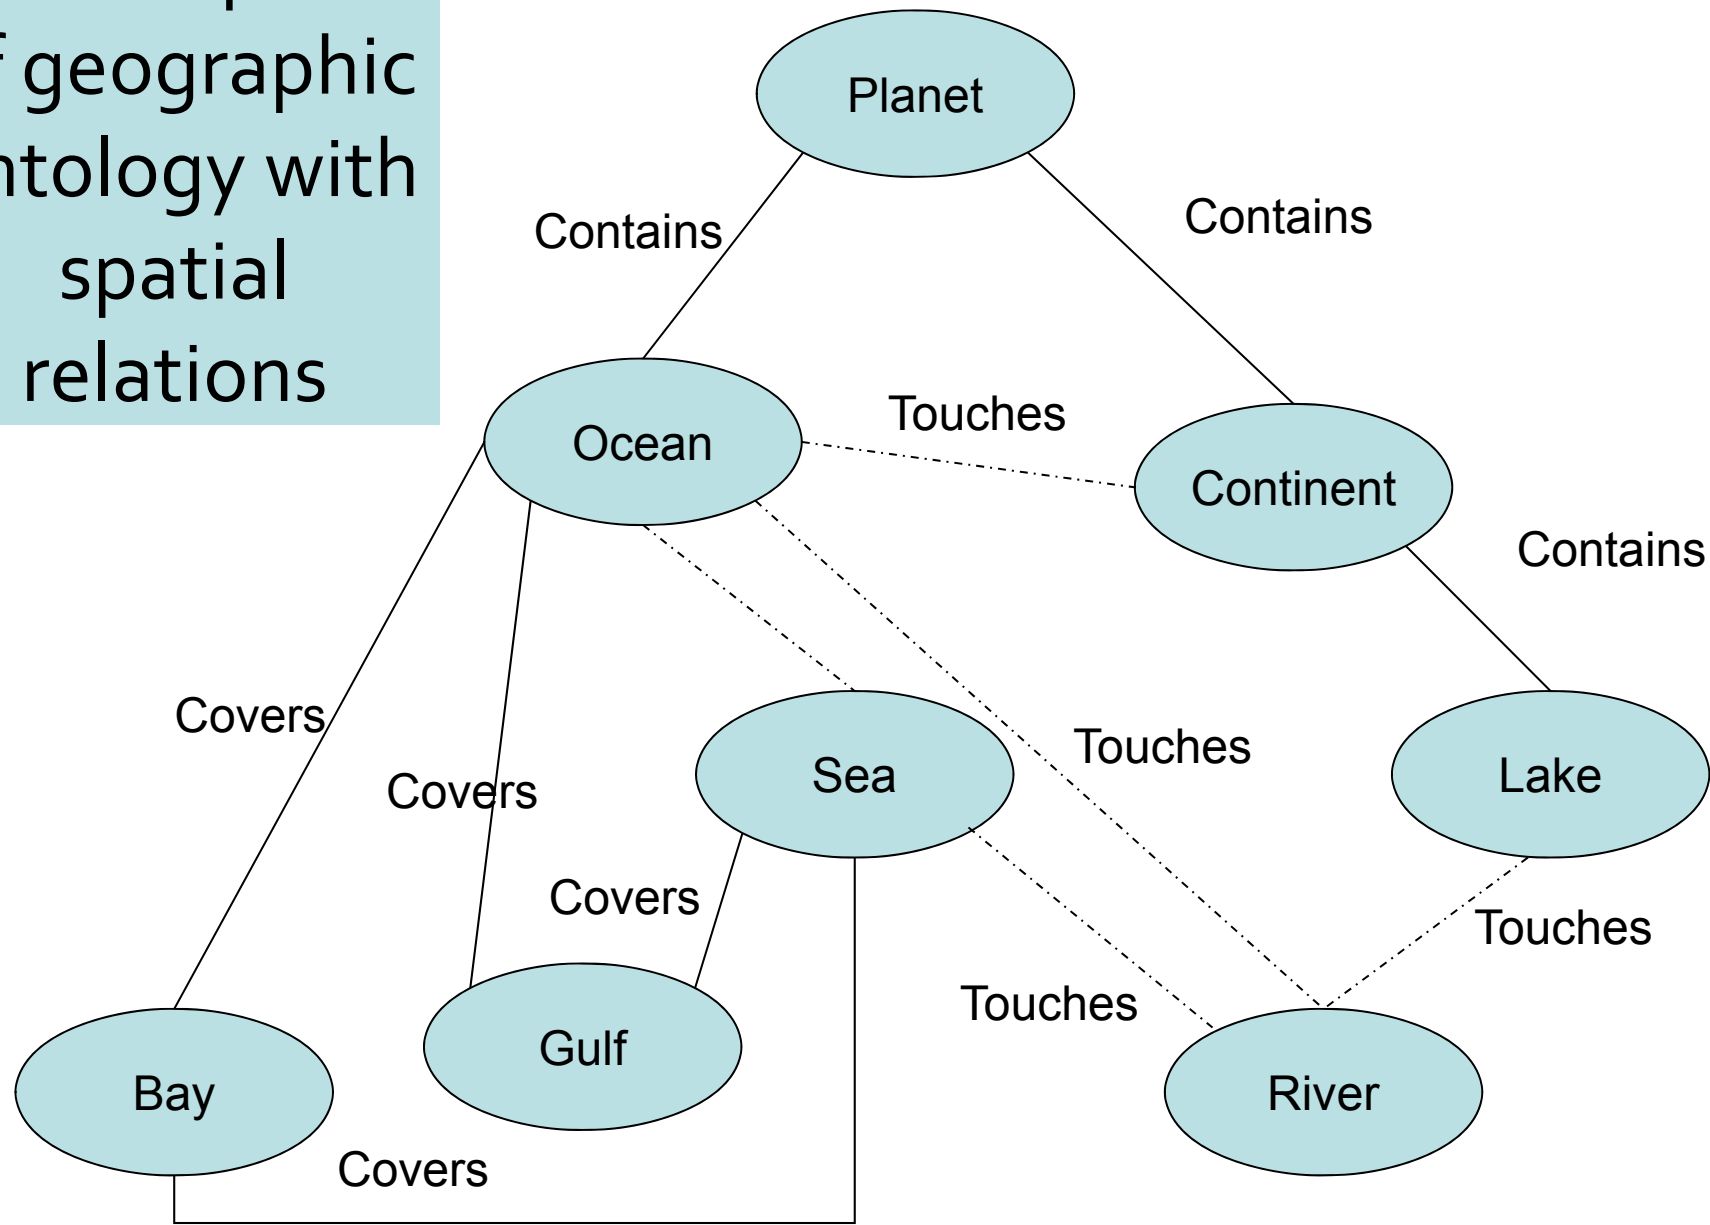 geographic
with
spatial
relations
Planet
Contains
Contains
Ocean
Touches
Continent
Contains
Covers
Covers
Sea
Touches
Lake
Covers
Touches
Touches
Gulf
Bay
River
Covers